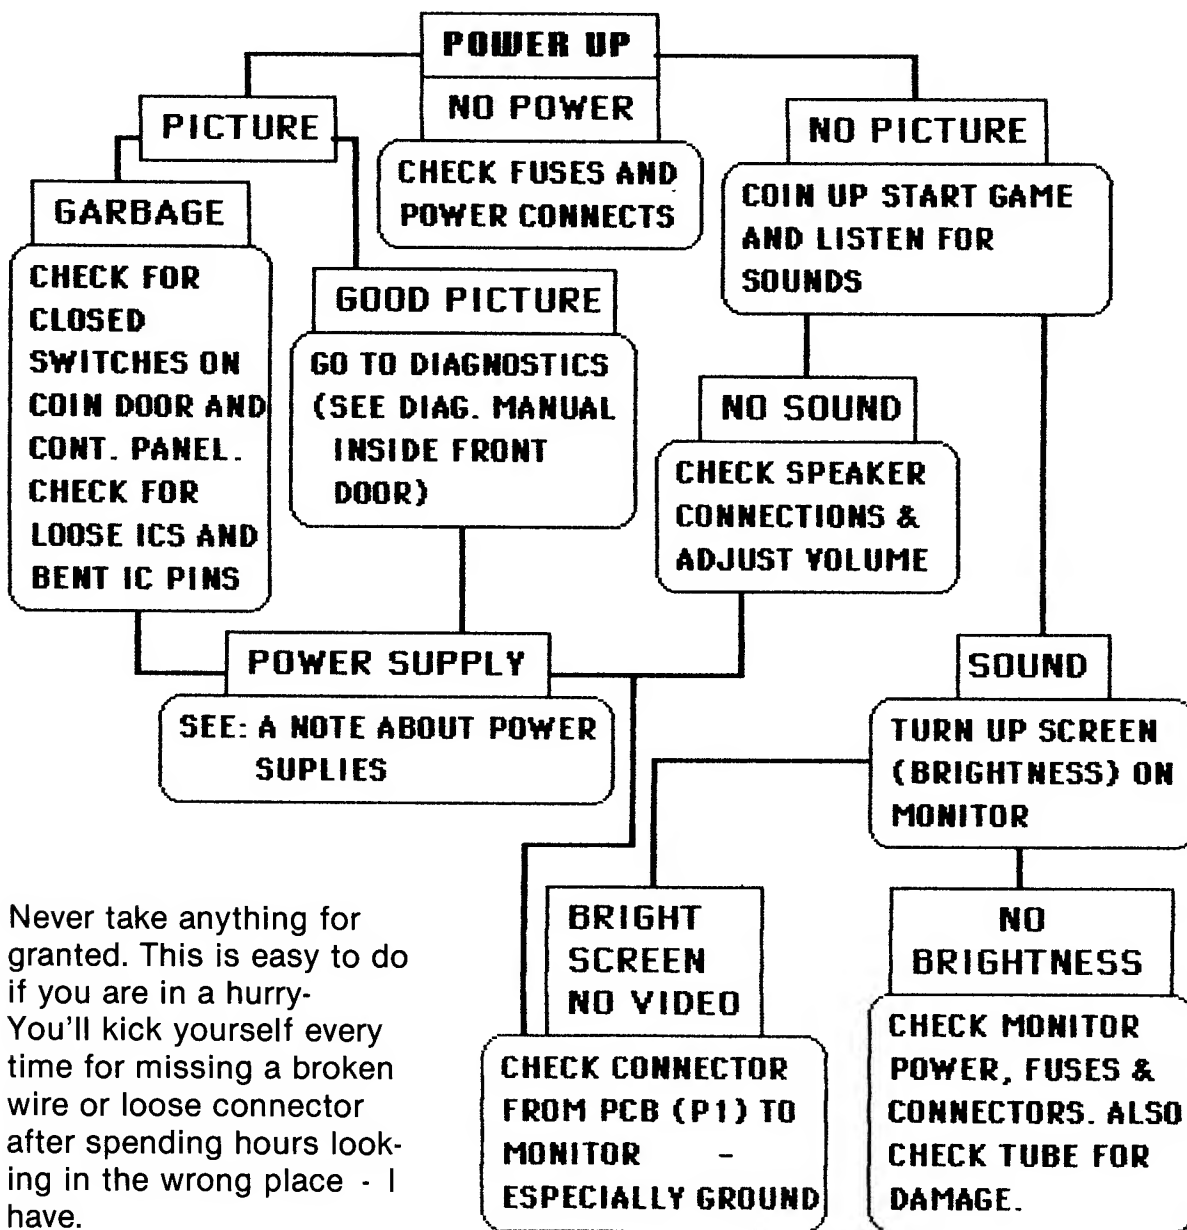 POWER UP
NO POWER
CHECK FUSES AND
POWER CONNECTS
PICTURE
GARBAGE
CHECK FOR
CLOSED
SWITCHES ON
COIN DOOR AND
CONT. PANEL.
CHECK FOR
LOOSE ICS AND
BENT IC PINS
GOOD PICTURE
GO TO DIAGNOSTICS
(SEE DIAG. MANUAL
INSIDE FRONT
DOOR)
NO PICTURE
COIN UP START GAME
AND LISTEN FOR
SOUNDS
NO SOUND
CHECK SPEAKER
CONNECTIONS &
ADJUST VOLUME
POWER SUPPLY
SEE: A NOTE ABOUT POWER
SUPLIES
SOUND
TURN UP SCREEN
(BRIGHTNESS) ON
MONITOR
BRIGHT
SCREEN
NO VIDEO
CHECK CONNECTOR
FROM PCB (P1) TO
MONITOR -
ESPECIALLY GROUND
NO
BRIGHTNESS
CHECK MONITOR
POWER, FUSES &
CONNECTORS. ALSO
CHECK TUBE FOR
DAMAGE.
Never take anything for
granted. This is easy to do
if you are in a hurry-
You'll kick yourself every
time for missing a broken
wire or loose connector
after spending hours look-
ing in the wrong place - I
have.